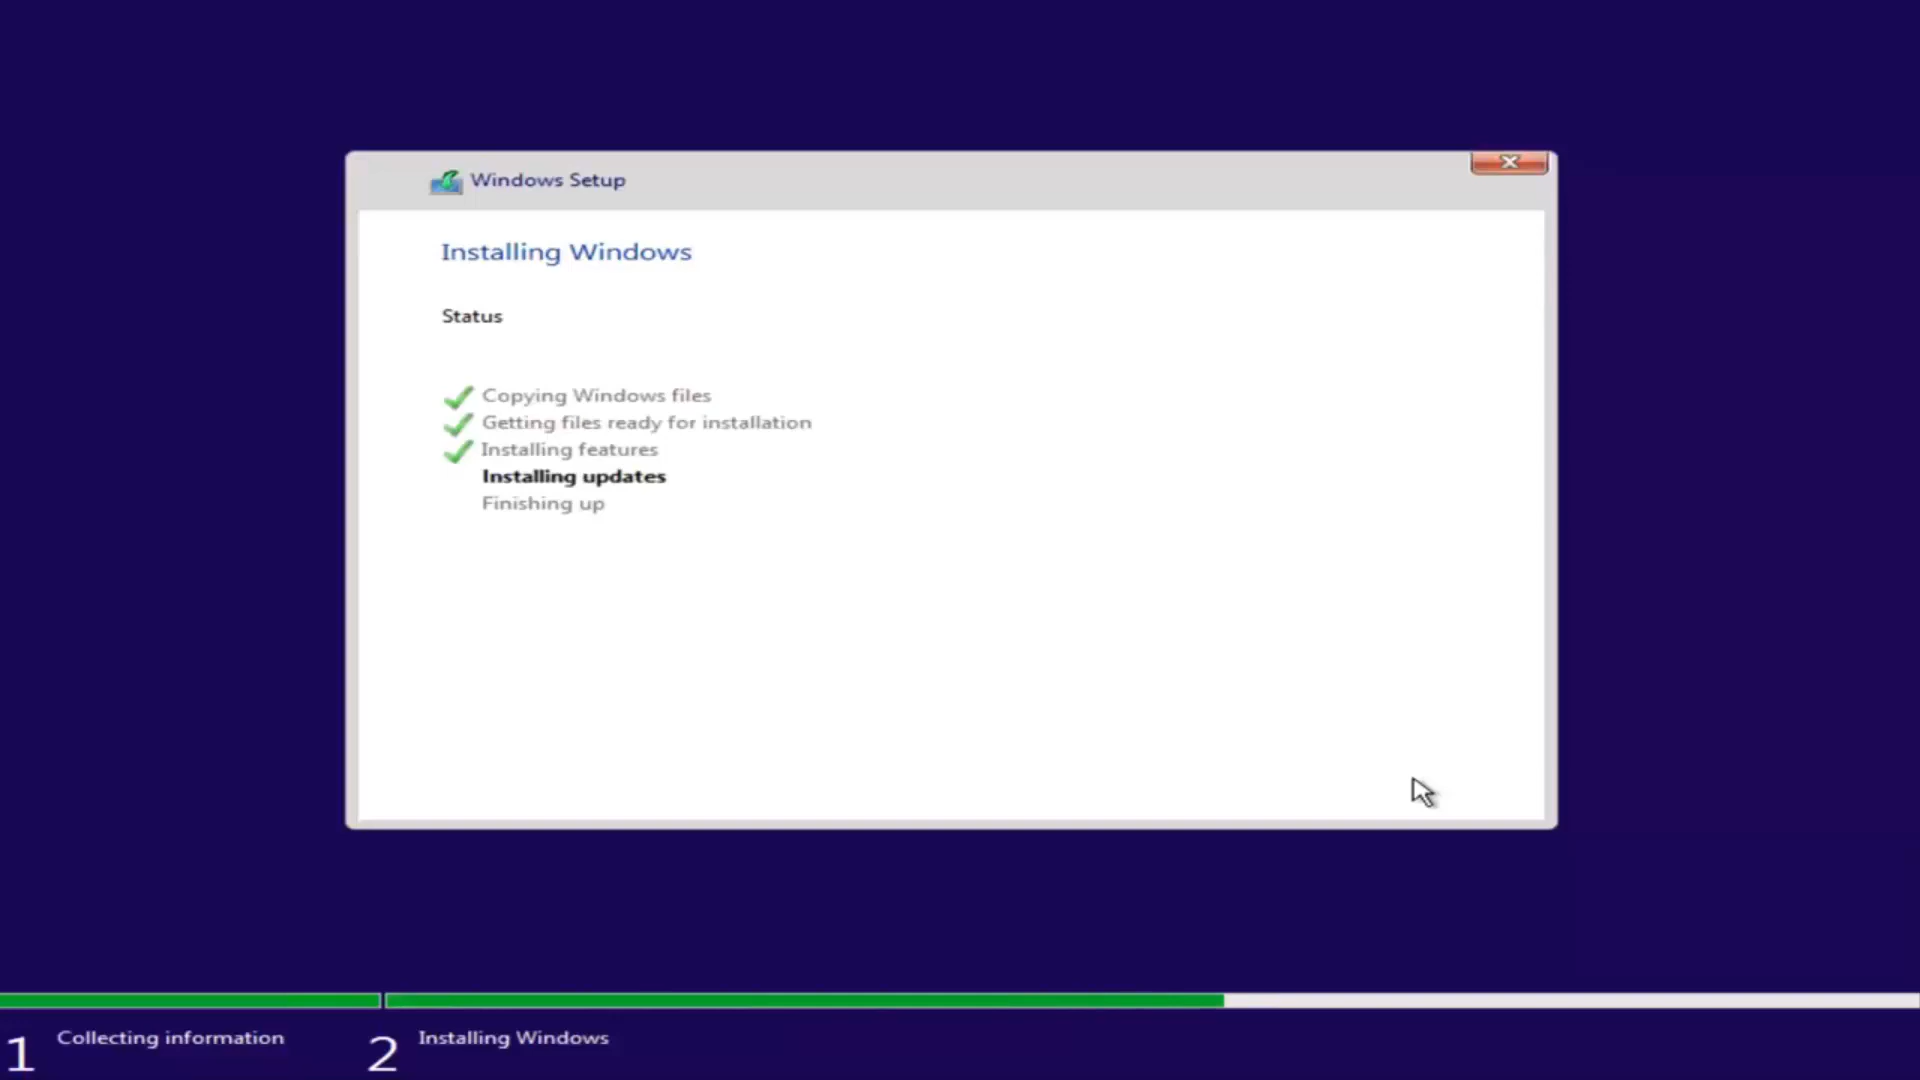 Windows Setup
Installing Windows
Status
Copying Windows files
Getting files ready for installation
Installing features
Installing updates
Finishing up
1 Collecting information
2 Installing Windows